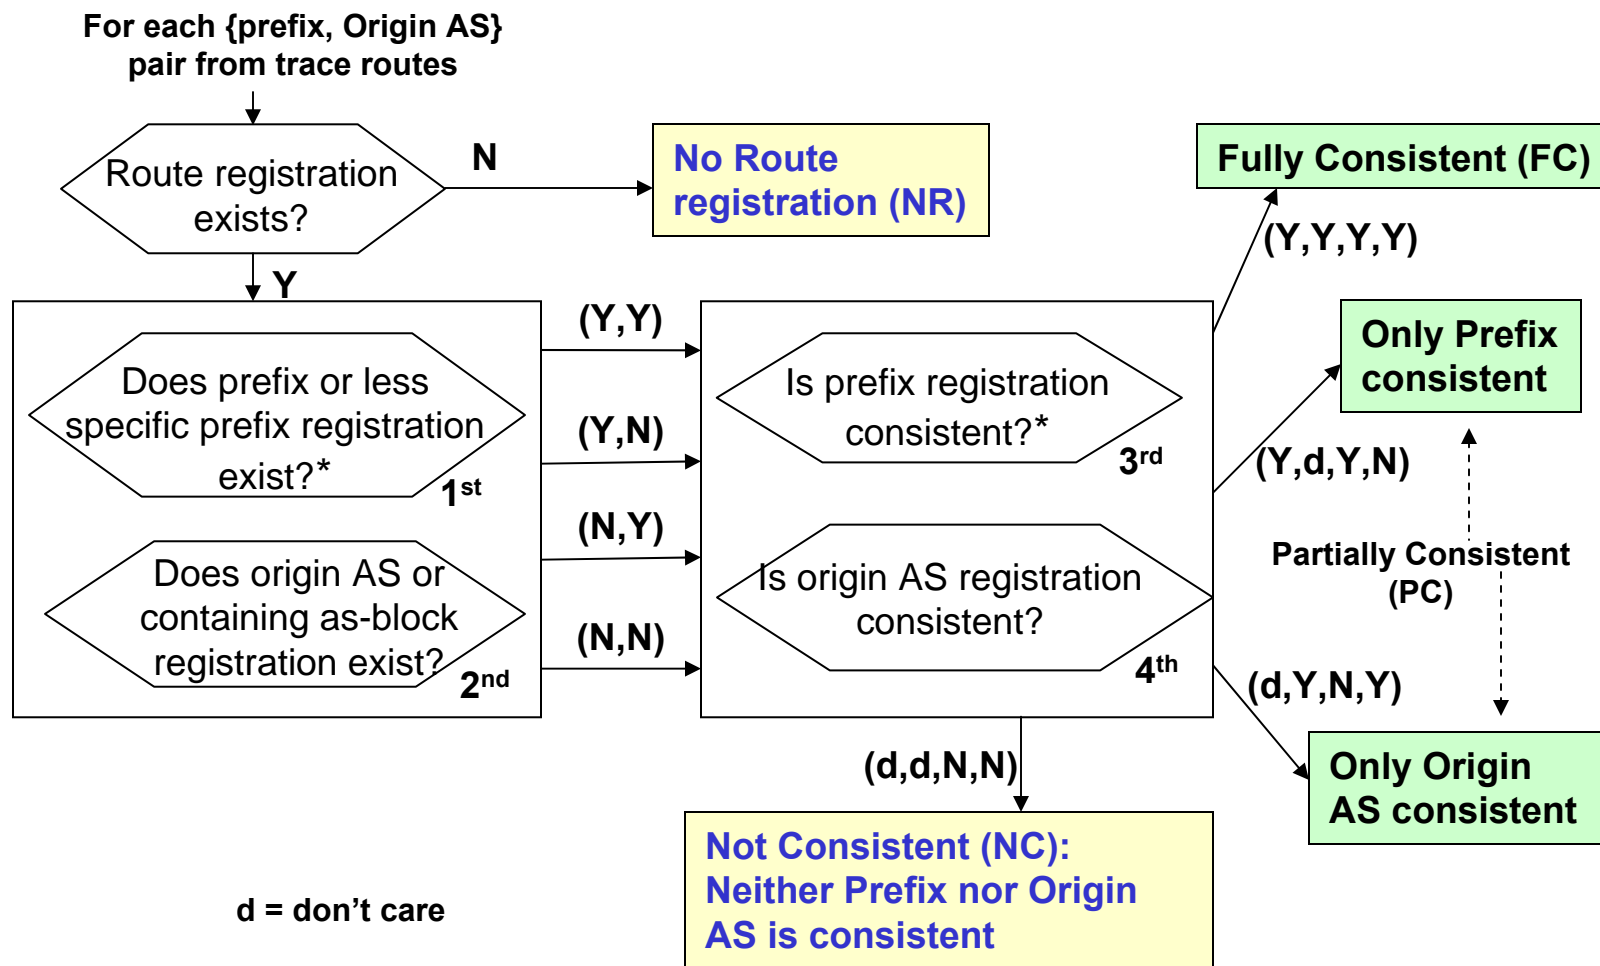 For each {prefix, Origin AS}
pair from trace routes
Route registration
exists?
N
No Route
registration (NR)
Y
Does prefix or less
specific prefix registration
exist?*
1st
Does origin AS or
containing as-block
registration exist?
2nd
(Y,Y)
(Y,N)
(N,Y)
(N,N)
Is prefix registration
consistent?*
3rd
Is origin AS registration
consistent?
4th
Fully Consistent (FC)
(Y,Y,Y,Y)
Only Prefix
consistent
(Y,d,Y,N)
Partially Consistent
(PC)
(d,Y,N,Y)
Only Origin
AS consistent
(d,d,N,N)
Not Consistent (NC):
Neither Prefix nor Origin
AS is consistent
d = don’t care